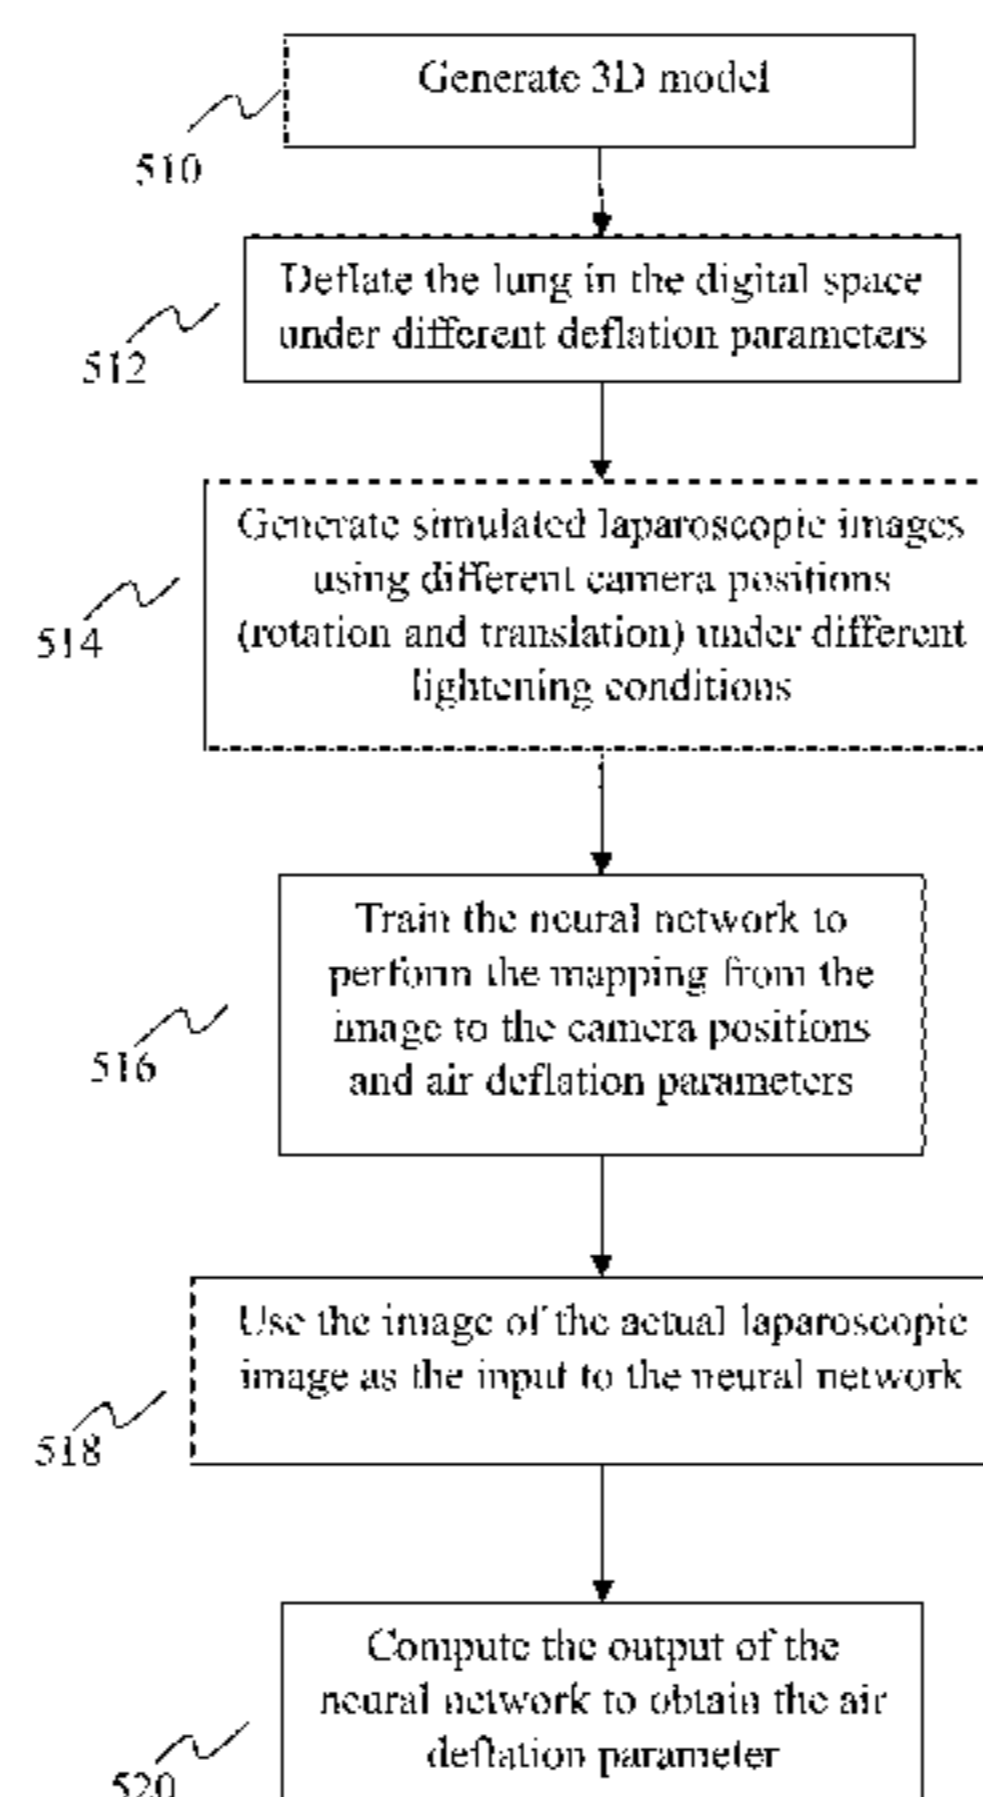 Generate 3D model
510
Deflate the lung in the digital space
under different deflation parameters
512
Generate simulated laparoscopic images
using different camera positions
(rotation and translation) under different
lightening conditions
514
Train the neural network to
perform the mapping from the
image to the camera positions
and air deflation parameters
516
Use the image of the actual laparoscopic
image as the input to the neural network
518
Compute the output of the
neural network to obtain the air
deflation parameter
520